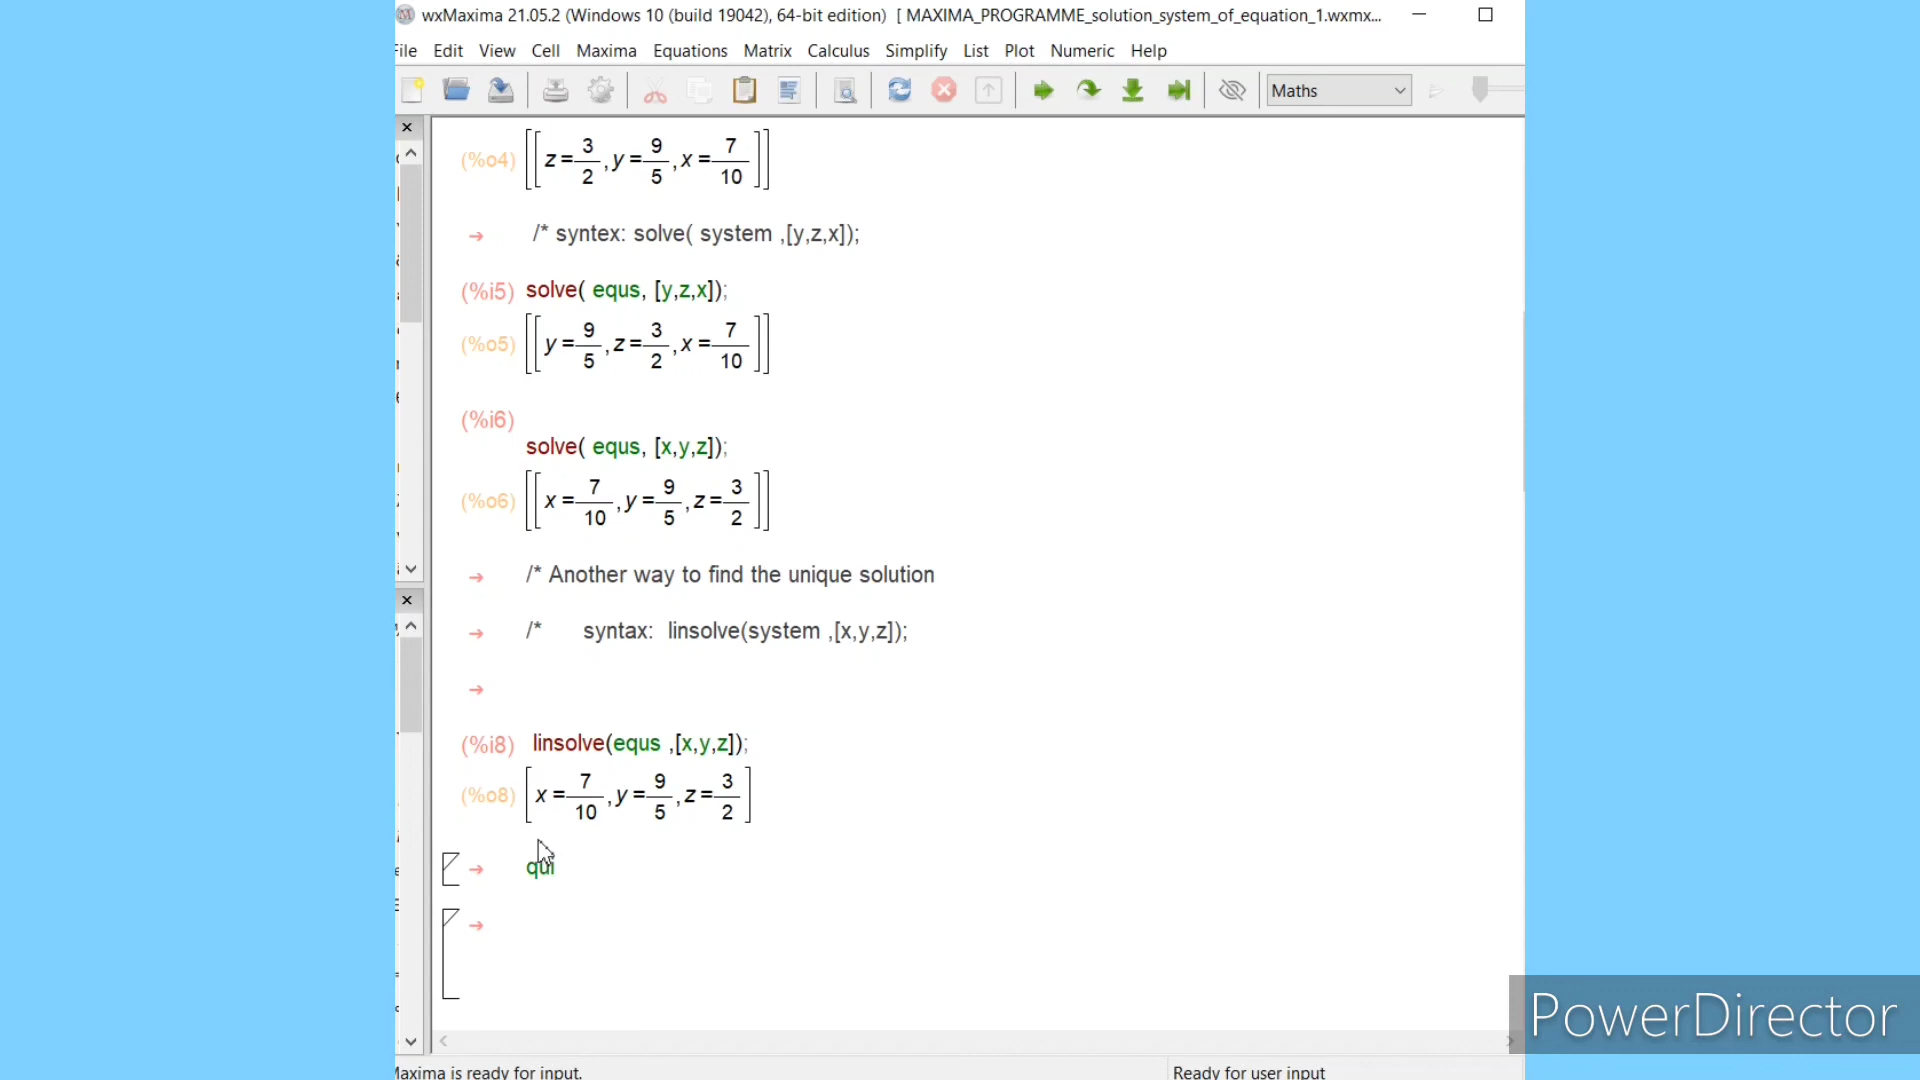 wxMaxima 21.05.2 (Windows 10 (build 19042), 64-bit edition) [ MAXIMA_PROGRAMME_solution_system_of_equation_1.wxmx...
File Edit View Cell Maxima Equations Matrix Calculus Simplify List Plot Numeric Help
Maths
(%o4) [[z=3/2,y=9/5,x=7/10]]
/* syntex: solve( system ,[y,z,x]);
(%i5) solve( equs, [y,z,x]);
(%o5) [[y=9/5,z=3/2,x=7/10]]
(%i6)
solve( equs, [x,y,z]);
(%o6) [[x=7/10,y=9/5,z=3/2]]
/* Another way to find the unique solution
/* syntax: linsolve(system ,[x,y,z]);
(%i8) linsolve(equs ,[x,y,z]);
(%o8) [x=7/10,y=9/5,z=3/2]
qui
Maxima is ready for input.
Ready for user input
PowerDirector